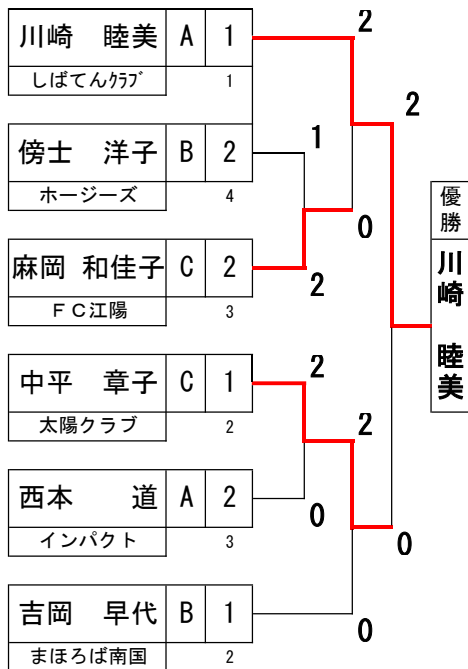 川崎 睦美 A 1
しばてんｸﾗﾌﾞ 1
傍士 洋子 B 2
ホージーズ 4
麻岡 和佳子 C 2
ＦＣ江陽 3
中平 章子 C 1
太陽クラブ 2
西本 道 A 2
インパクト 3
吉岡 早代 B 1
まほろば南国 2
2
1
0
2
2
2
0
0
2
0
優勝
川崎 睦美